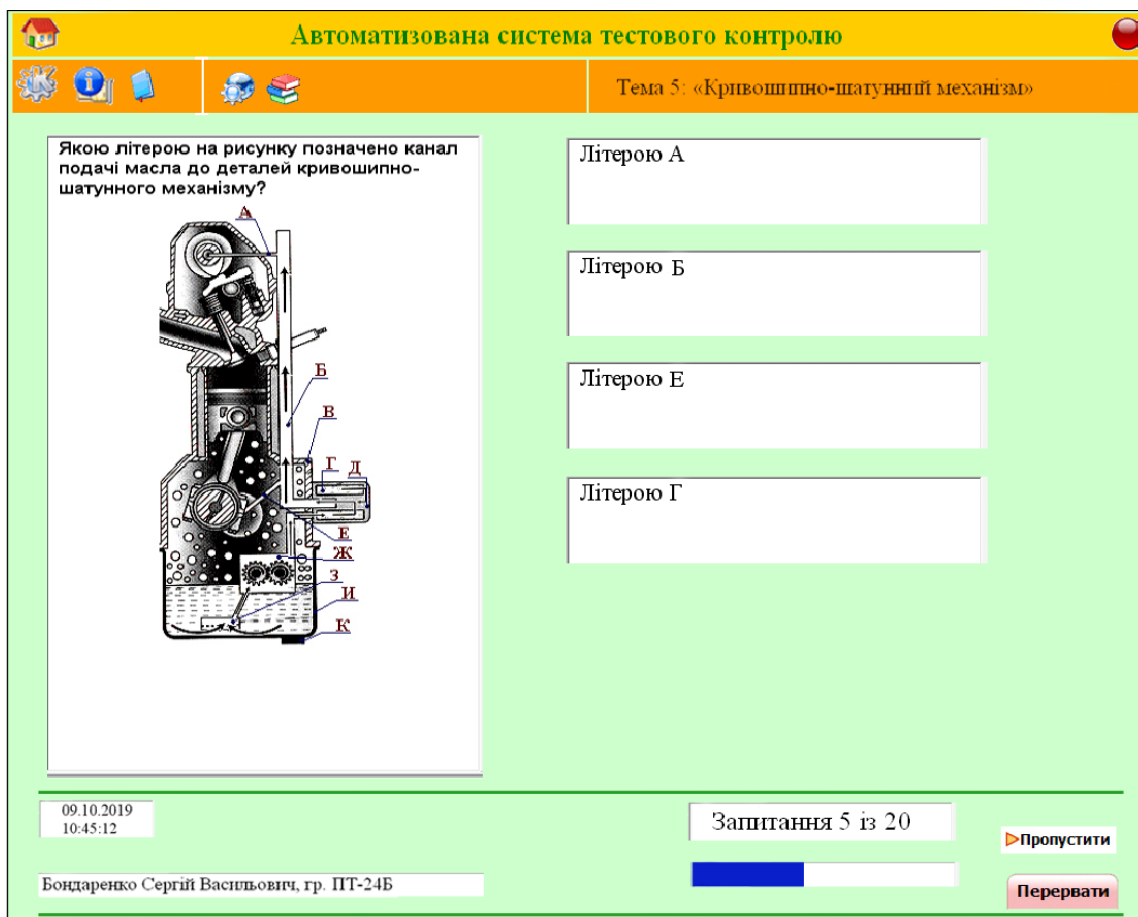 Автоматизована система тестового контролю
Тема 5: «Кривошипно-шатунний механізм»
Якою літерою на рисунку позначено канал
подачі масла до деталей кривошипно-
шатунного механізму?
А
Б
В
Г
Д
Е
Ж
З
И
К
Літерою А
Літерою Б
Літерою Е
Літерою Г
09.10.2019
10:45:12
Запитання 5 із 20
Пропустити
Бондаренко Сергій Васильович, гр. ПТ-24Б
Перервати